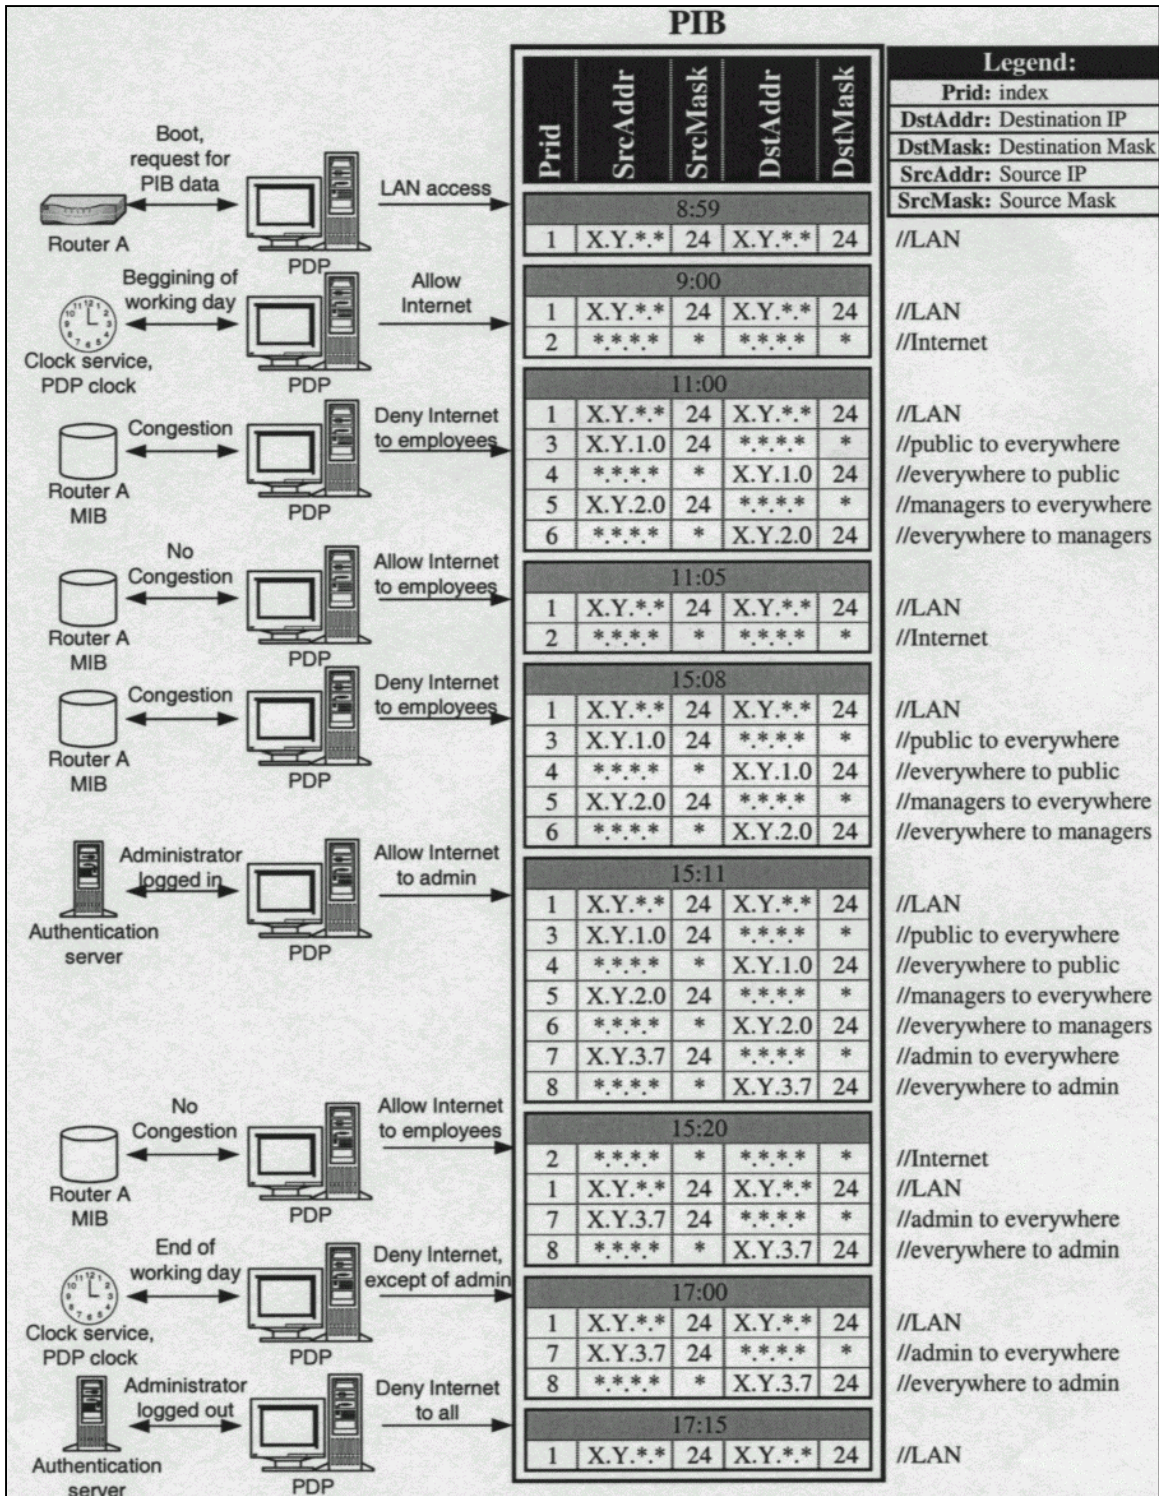 PIB
Prid SrcAddr SrcMask DstAddr DstMask
Legend:
Prid: index
DstAddr: Destination IP
DstMask: Destination Mask
SrcAddr: Source IP
SrcMask: Source Mask
Boot,
request for
PIB data
Router A
PDP
LAN access
8:59
1 X.Y.*.* 24 X.Y.*.* 24 //LAN
Beggining of
working day
Clock service,
PDP clock
PDP
Allow
Internet
9:00
1 X.Y.*.* 24 X.Y.*.* 24 //LAN
2 *.*.*.* * *.*.*.* * //Internet
Congestion
Router A
MIB
PDP
Deny Internet
to employees
11:00
1 X.Y.*.* 24 X.Y.*.* 24 //LAN
3 X.Y.1.0 24 *.*.*.* * //public to everywhere
4 *.*.*.* * X.Y.1.0 24 //everywhere to public
5 X.Y.2.0 24 *.*.*.* * //managers to everywhere
6 *.*.*.* * X.Y.2.0 24 //everywhere to managers
No
Congestion
Router A
MIB
PDP
Allow Internet
to employees
11:05
1 X.Y.*.* 24 X.Y.*.* 24 //LAN
2 *.*.*.* * *.*.*.* * //Internet
Congestion
Router A
MIB
PDP
Deny Internet
to employees
15:08
1 X.Y.*.* 24 X.Y.*.* 24 //LAN
3 X.Y.1.0 24 *.*.*.* * //public to everywhere
4 *.*.*.* * X.Y.1.0 24 //everywhere to public
5 X.Y.2.0 24 *.*.*.* * //managers to everywhere
6 *.*.*.* * X.Y.2.0 24 //everywhere to managers
Administrator
logged in
Authentication
server
PDP
Allow Internet
to admin
15:11
1 X.Y.*.* 24 X.Y.*.* 24 //LAN
3 X.Y.1.0 24 *.*.*.* * //public to everywhere
4 *.*.*.* * X.Y.1.0 24 //everywhere to public
5 X.Y.2.0 24 *.*.*.* * //managers to everywhere
6 *.*.*.* * X.Y.2.0 24 //everywhere to managers
7 X.Y.3.7 24 *.*.*.* * //admin to everywhere
8 *.*.*.* * X.Y.3.7 24 //everywhere to admin
No
Congestion
Router A
MIB
PDP
Allow Internet
to employees
15:20
2 *.*.*.* * *.*.*.* * //Internet
1 X.Y.*.* 24 X.Y.*.* 24 //LAN
7 X.Y.3.7 24 *.*.*.* * //admin to everywhere
8 *.*.*.* * X.Y.3.7 24 //everywhere to admin
End of
working day
Clock service,
PDP clock
PDP
Deny Internet,
except of admin
17:00
1 X.Y.*.* 24 X.Y.*.* 24 //LAN
7 X.Y.3.7 24 *.*.*.* * //admin to everywhere
8 *.*.*.* * X.Y.3.7 24 //everywhere to admin
Administrator
logged out
Authentication
server
PDP
Deny Internet
to all
17:15
1 X.Y.*.* 24 X.Y.*.* 24 //LAN